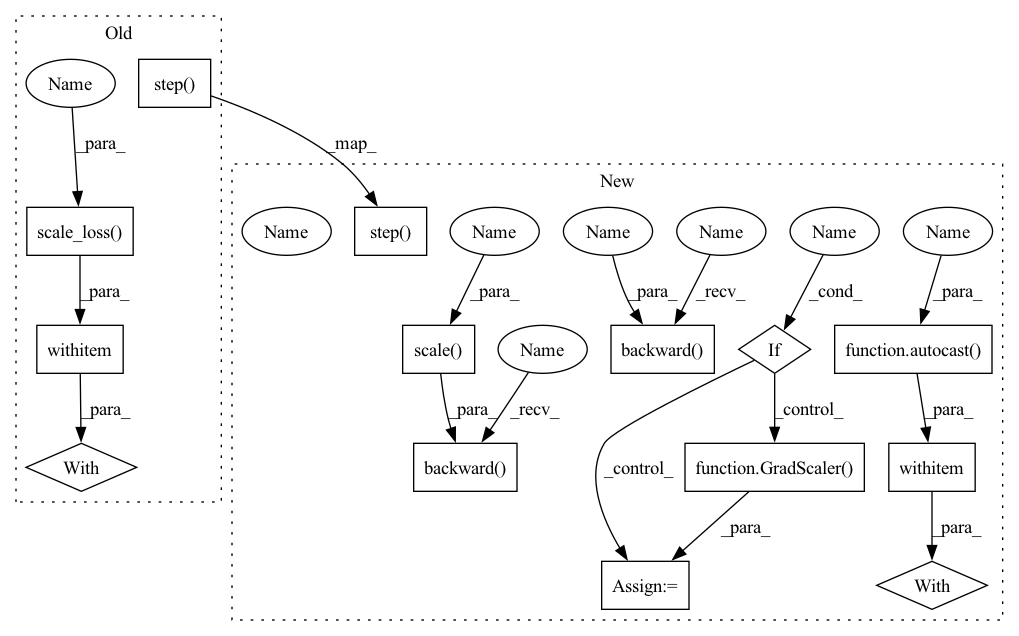 Old
Name
step()
_para_
_map_
New
scale_loss()
Name
step()
Name
Name
Name
Name
Name
_para_
_para_
_para_
_recv_
_cond_
_para_
withitem
scale()
Name
backward()
If
function.autocast()
_para_
_para_
_recv_
_control_
_para_
With
backward()
_control_
function.GradScaler()
withitem
_para_
_para_
Assign:=
With